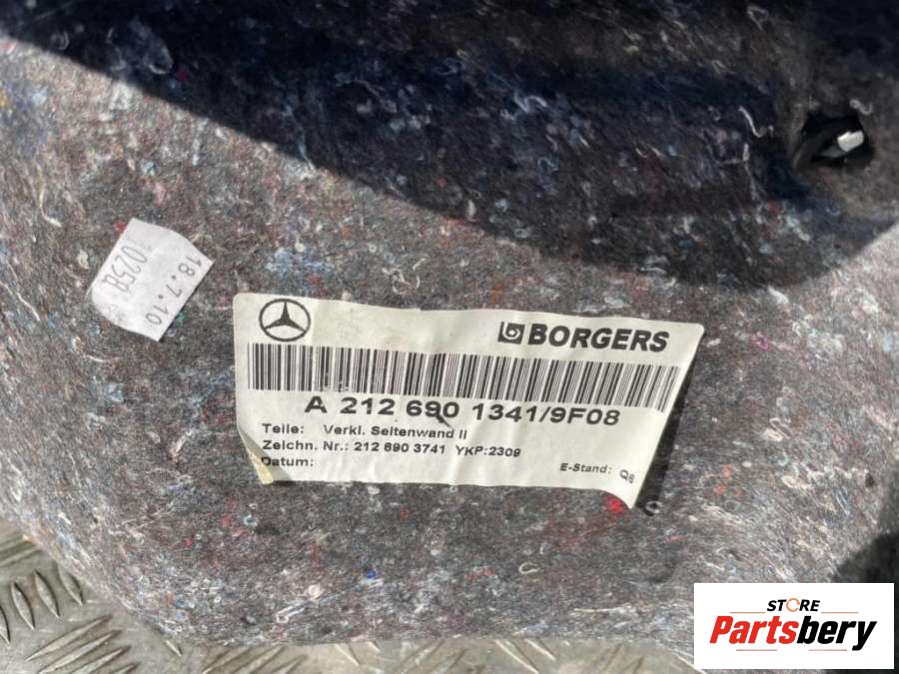 18.7.10
1025B
BORGERS
A 212 690 1341/9F08
Teile: Verkl. Seitenwand II
Zeichn. Nr.: 212 690 3741 YKP:2309
Datum:
E-Stand: Q6
STORE
Partsbery